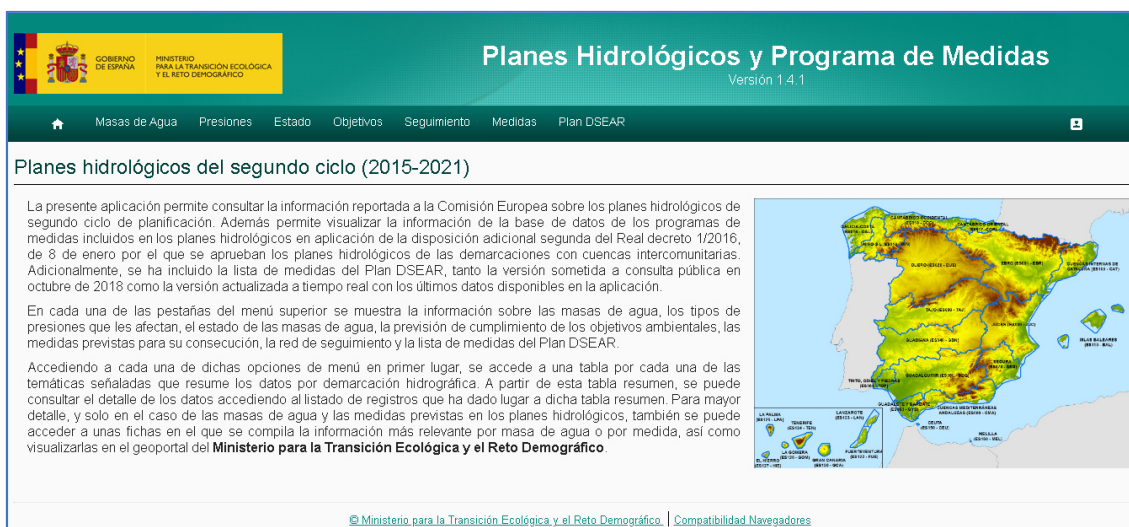 GOBIERNO
DE ESPAÑA
MINISTERIO
PARA LA TRANSICIÓN ECOLÓGICA
Y EL RETO DEMOGRÁFICO
Planes Hidrológicos y Programa de Medidas
Versión 1.4.1
Masas de Agua Presiones Estado Objetivos Seguimiento Medidas Plan DSEAR
Planes hidrológicos del segundo ciclo (2015-2021)
La presente aplicación permite consultar la información reportada a la Comisión Europea sobre los planes hidrológicos de
segundo ciclo de planificación. Además permite visualizar la información de la base de datos de los programas de
medidas incluidos en los planes hidrológicos en aplicación de la disposición adicional segunda del Real decreto 1/2016,
de 8 de enero por el que se aprueban los planes hidrológicos de las demarcaciones con cuencas intercomunitarias.
Adicionalmente, se ha incluido la lista de medidas del Plan DSEAR, tanto la versión sometida a consulta pública en
octubre de 2018 como la versión actualizada a tiempo real con los últimos datos disponibles en la aplicación.
En cada una de las pestañas del menú superior se muestra la información sobre las masas de agua, los tipos de
presiones que les afectan, el estado de las masas de agua, la previsión de cumplimiento de los objetivos ambientales, las
medidas previstas para su consecución, la red de seguimiento y la lista de medidas del Plan DSEAR.
Accediendo a cada una de dichas opciones de menú en primer lugar, se accede a una tabla por cada una de las
temáticas señaladas que resume los datos por demarcación hidrográfica. A partir de esta tabla resumen, se puede
consultar el detalle de los datos accediendo al listado de registros que ha dado lugar a dicha tabla resumen. Para mayor
detalle, y solo en el caso de las masas de agua y las medidas previstas en los planes hidrológicos, también se puede
acceder a unas fichas en el que se compila la información más relevante por masa de agua o por medida, así como
visualizarlas en el geoportal del Ministerio para la Transición Ecológica y el Reto Demográfico.
ISLAS BALEARES
LA PALMA
LANZAROTE
TENERIFE
FUERTEVENTURA
LA GOMERA
GRAN CANARIA
EL HIERRO
CEUTA
MELILLA
© Ministerio para la Transición Ecológica y el Reto Demográfico | Compatibilidad Navegadores